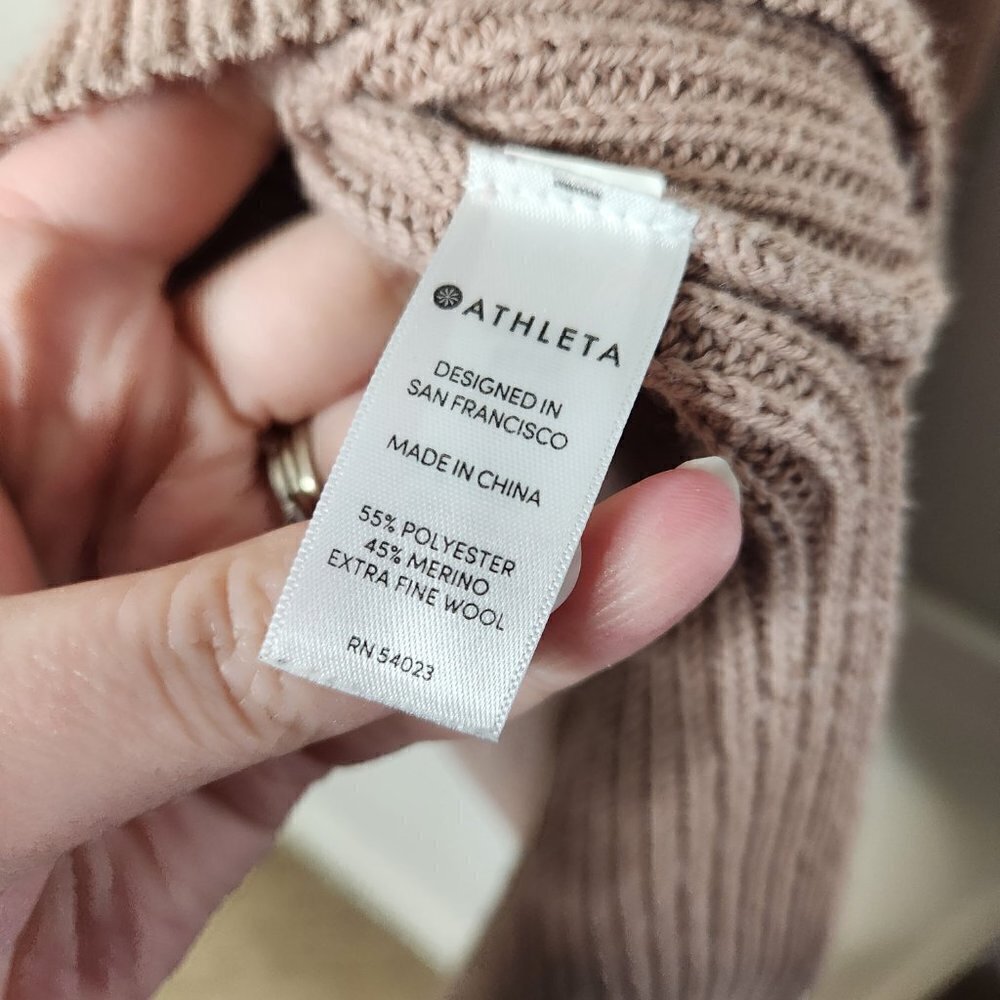 ATHLETA
DESIGNED IN
SAN FRANCISCO
MADE IN CHINA
55% POLYESTER
45% MERINO
EXTRA FINE WOOL
RN 54023